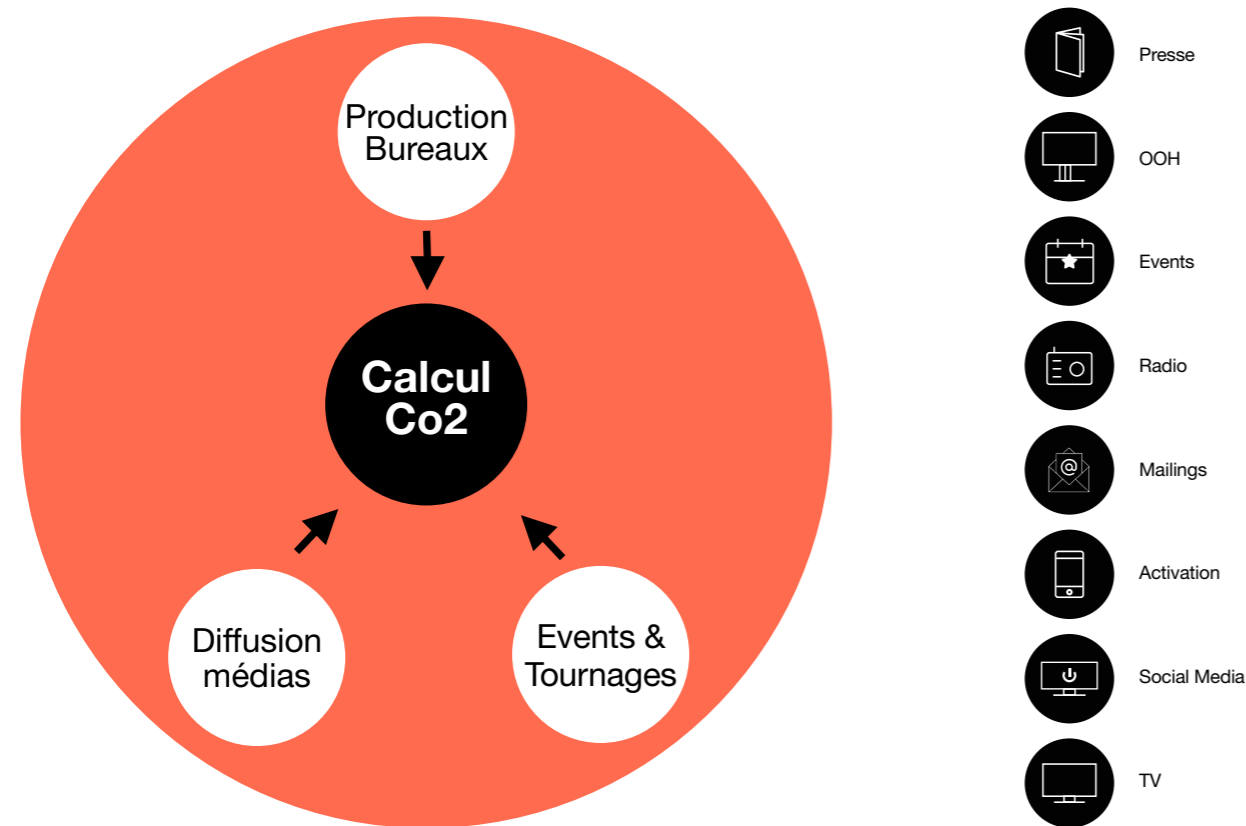 Production
Bureaux
Calcul
Co2
Diffusion
médias
Events &
Tournages
Presse
OOH
Events
Radio
@
Mailings
Activation
Social Media
TV